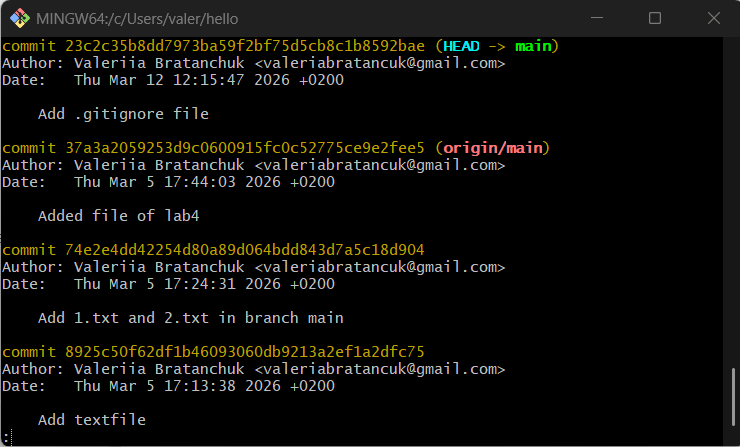 MINGW64:/c/Users/valer/hello
commit 23c2c35b8dd7973ba59f2bf75d5cb8c1b8592bae (HEAD -> main)
Author: Valeriia Bratanchuk <valeriabratancuk@gmail.com>
Date:   Thu Mar 12 12:15:47 2026 +0200
    Add .gitignore file
commit 37a3a2059253d9c0600915fc0c52775ce9e2fee5 (origin/main)
Author: Valeriia Bratanchuk <valeriabratancuk@gmail.com>
Date:   Thu Mar 5 17:44:03 2026 +0200
    Added file of lab4
commit 74e2e4dd42254d80a89d064bdd843d7a5c18d904
Author: Valeriia Bratanchuk <valeriabratancuk@gmail.com>
Date:   Thu Mar 5 17:24:31 2026 +0200
    Add 1.txt and 2.txt in branch main
commit 8925c50f62df1b46093060db9213a2ef1a2dfc75
Author: Valeriia Bratanchuk <valeriabratancuk@gmail.com>
Date:   Thu Mar 5 17:13:38 2026 +0200
    Add textfile
: